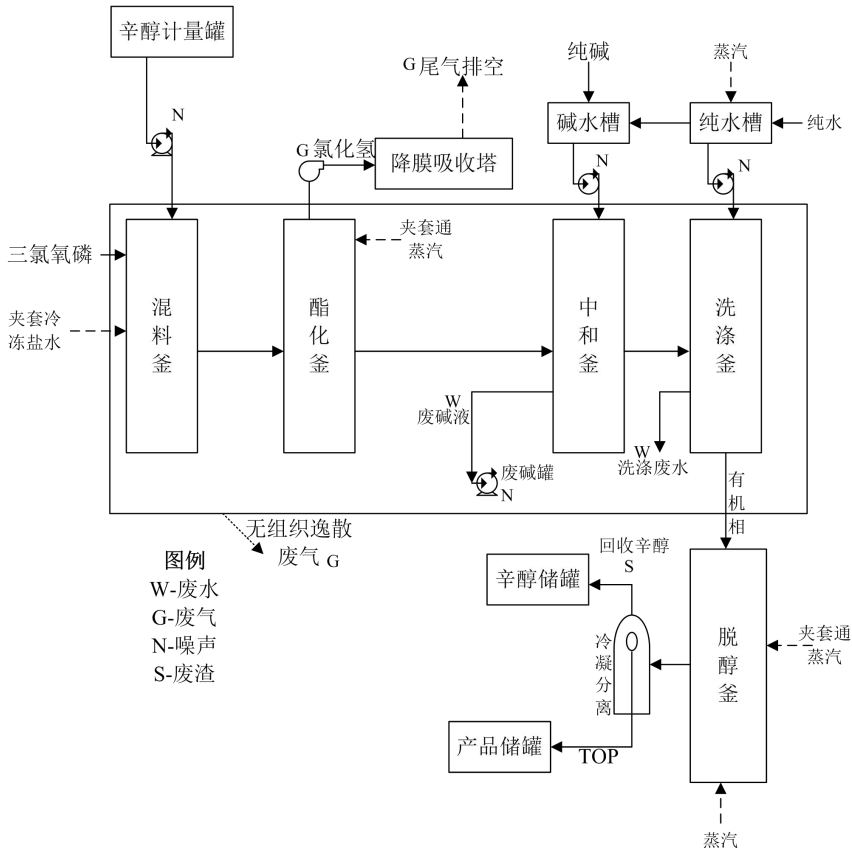 辛醇计量罐
N
G 尾气排空
纯碱
蒸汽
碱水槽
纯水槽
纯水
G 氯化氢
降膜吸收塔
N
N
三氯氧磷
夹套冷
冻盐水
混料釜
酯化釜
夹套通
蒸汽
中和釜
洗涤釜
W
废碱液
废碱罐
N
W
洗涤废水
有机相
无组织逸散
废气 G
图例
W-废水
G-废气
N-噪声
S-废渣
回收辛醇
S
辛醇储罐
冷凝分离
脱醇釜
夹套通
蒸汽
产品储罐
TOP
蒸汽